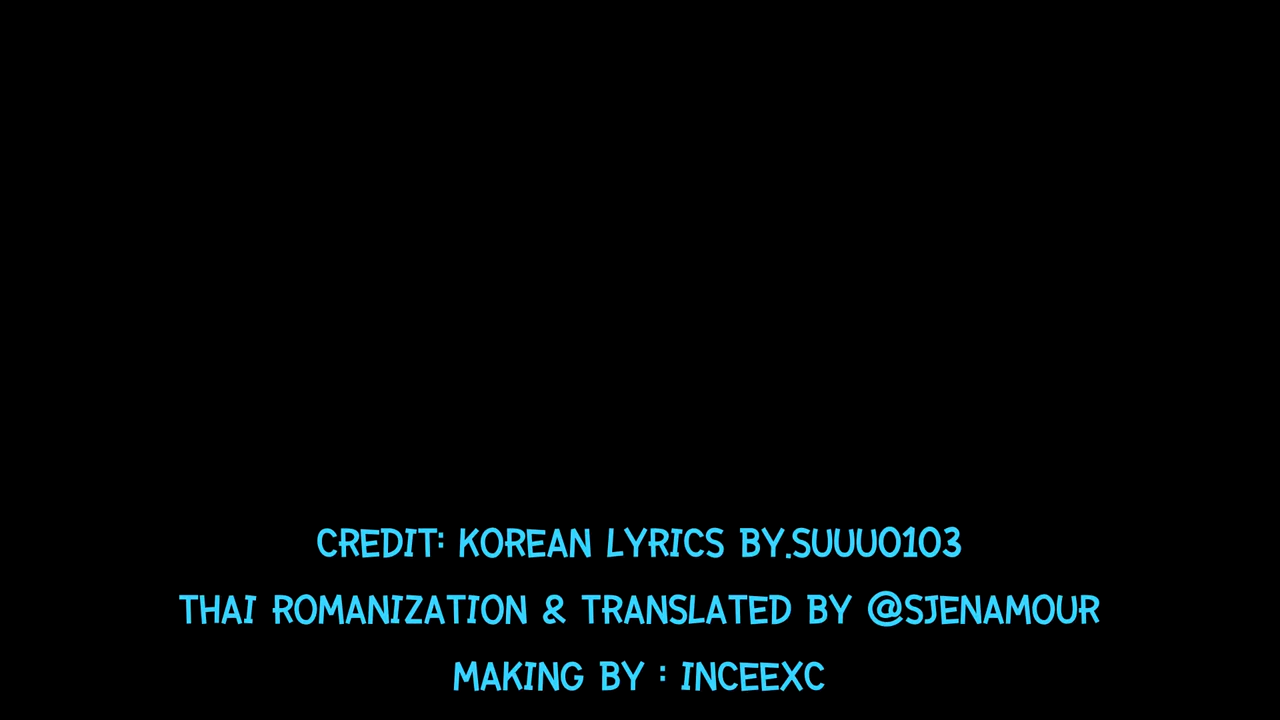 CREDIT: KOREAN LYRICS BY.SUUU0103
THAI ROMANIZATION & TRANSLATED BY @SJENAMOUR
MAKING BY : INCEEXC